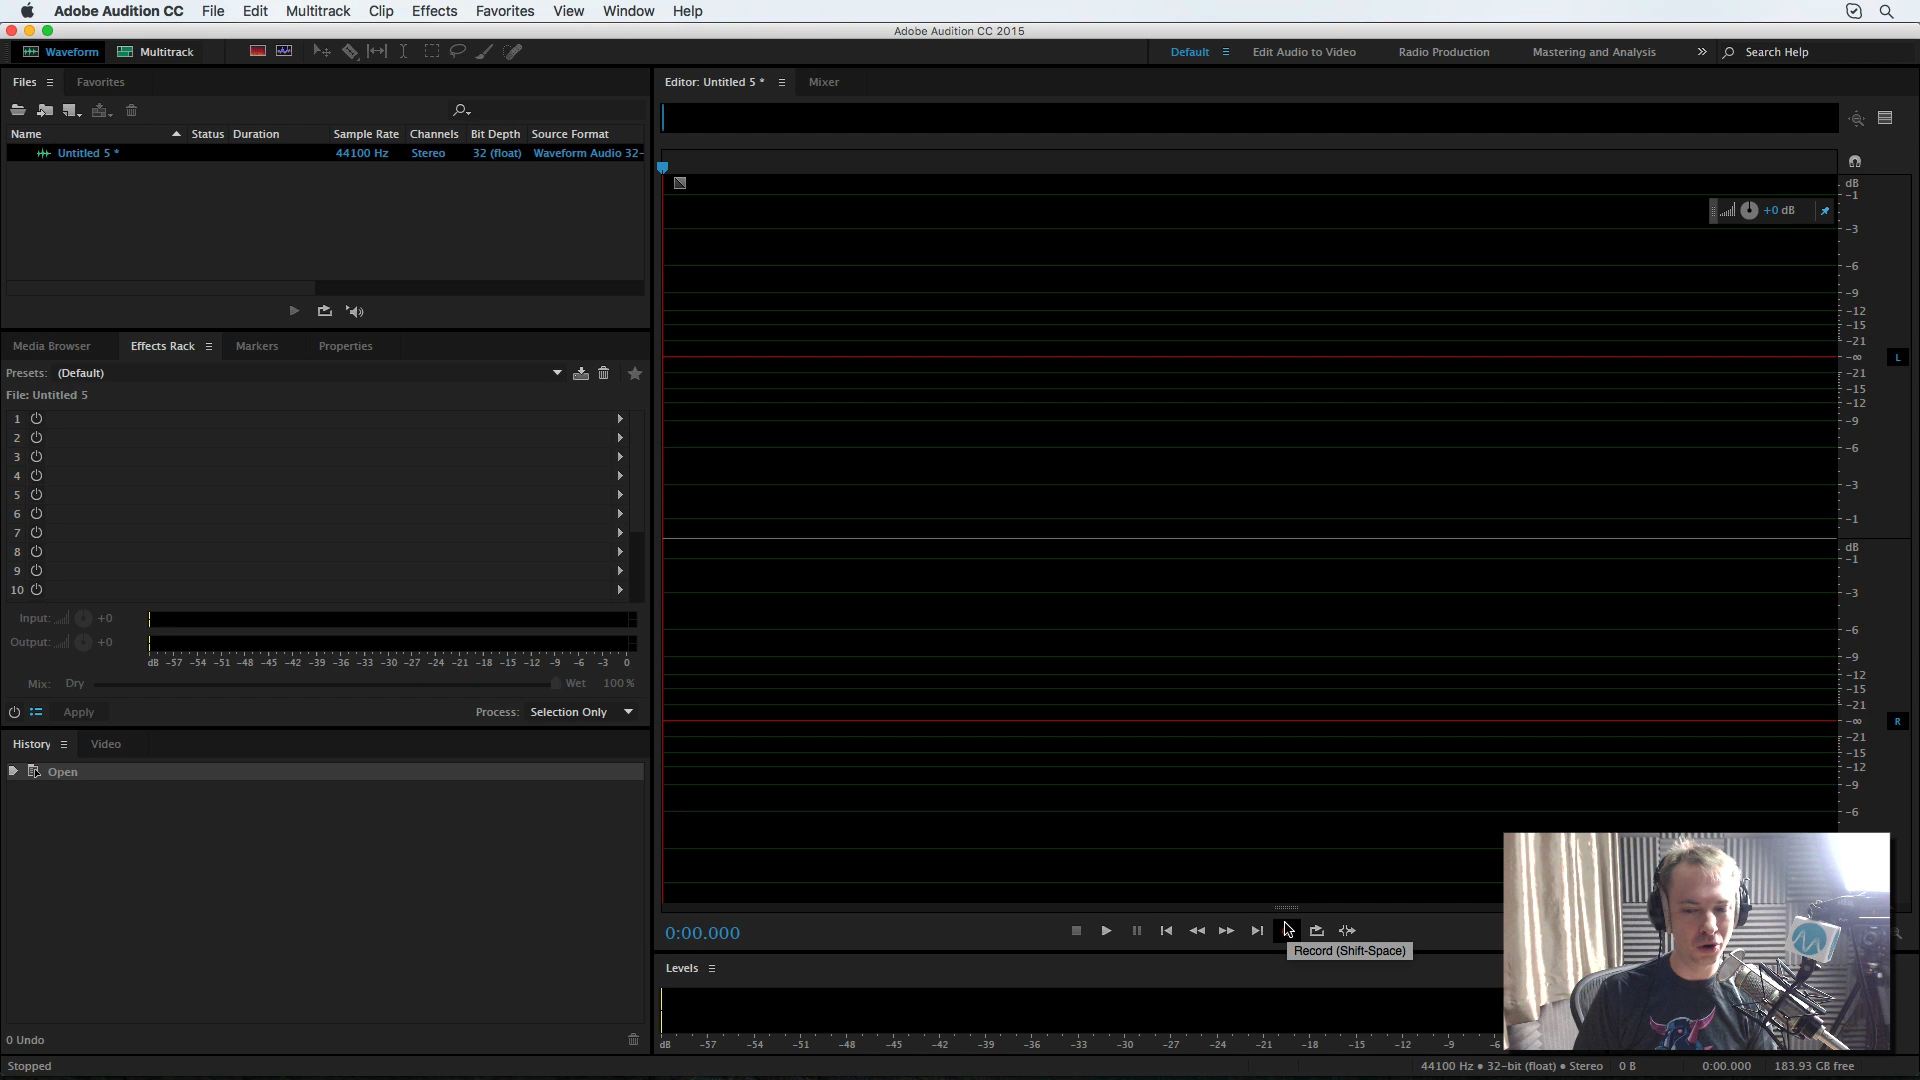 Adobe Audition CC File Edit Multitrack Clip Effects Favorites View Window Help
Adobe Audition CC 2015
Waveform Multitrack Default Edit Audio to Video Radio Production Mastering and Analysis Search Help
Files Favorites
Name Status Duration Sample Rate Channels Bit Depth Source Format
Untitled 5 * 44100 Hz Stereo 32 (float) Waveform Audio 32-
Media Browser Effects Rack Markers Properties
Presets: (Default)
File: Untitled 5
1
2
3
4
5
6
7
8
9
10
Input: +0
Output: +0
dB -57 -54 -51 -48 -45 -42 -39 -36 -33 -30 -27 -24 -21 -18 -15 -12 -9 -6 -3 0
Mix: Dry Wet 100 %
Apply Process: Selection Only
History Video
Open
0 Undo
Stopped
Editor: Untitled 5 * Mixer
+0 dB
dB
-1
-3
-6
-9
-12
-15
-21
-∞
L
-21
-15
-12
-9
-6
-3
-1
dB
-1
-3
-6
-9
-12
-15
-21
-∞
R
-21
-15
-12
-9
-6
0:00.000
Record (Shift-Space)
Levels
dB -57 -54 -51 -48 -45 -42 -39 -36 -33 -30 -27 -24 -21 -18 -15 -12 -9 -6
44100 Hz • 32-bit (float) • Stereo 0 B 0:00.000 183.93 GB free